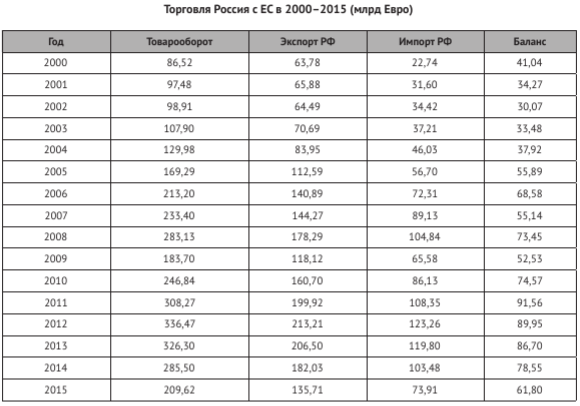 Торговля Россия с ЕС в 2000–2015 (млрд Евро)
Год Товарооборот Экспорт РФ Импорт РФ Баланс
2000 86,52 63,78 22,74 41,04
2001 97,48 65,88 31,60 34,27
2002 98,91 64,49 34,42 30,07
2003 107,90 70,69 37,21 33,48
2004 129,98 83,95 46,03 37,92
2005 169,29 112,59 56,70 55,89
2006 213,20 140,89 72,31 68,58
2007 233,40 144,27 89,13 55,14
2008 283,13 178,29 104,84 73,45
2009 183,70 118,12 65,58 52,53
2010 246,84 160,70 86,13 74,57
2011 308,27 199,92 108,35 91,56
2012 336,47 213,21 123,26 89,95
2013 326,30 206,50 119,80 86,70
2014 285,50 182,03 103,48 78,55
2015 209,62 135,71 73,91 61,80